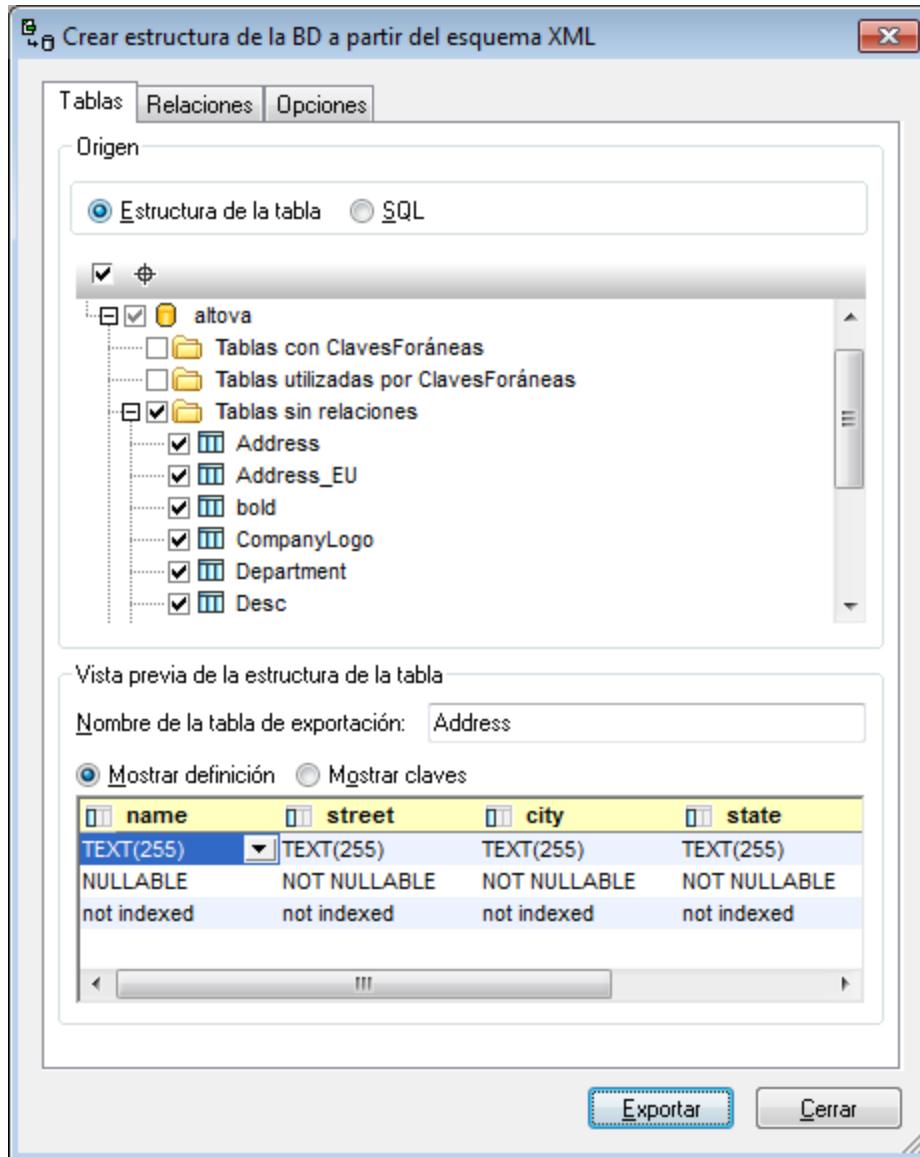 Crear estructura de la BD a partir del esquema XML
Tablas Relaciones Opciones
Origen
Estructura de la tabla SQL
altova
Tablas con ClavesForáneas
Tablas utilizadas por ClavesForáneas
Tablas sin relaciones
Address
Address_EU
bold
CompanyLogo
Department
Desc
Vista previa de la estructura de la tabla
Nombre de la tabla de exportación: Address
Mostrar definición Mostrar claves
name street city state
TEXT(255) TEXT(255) TEXT(255) TEXT(255)
NULLABLE NOT NULLABLE NOT NULLABLE NOT NULLABLE
not indexed not indexed not indexed not indexed
Exportar Cerrar